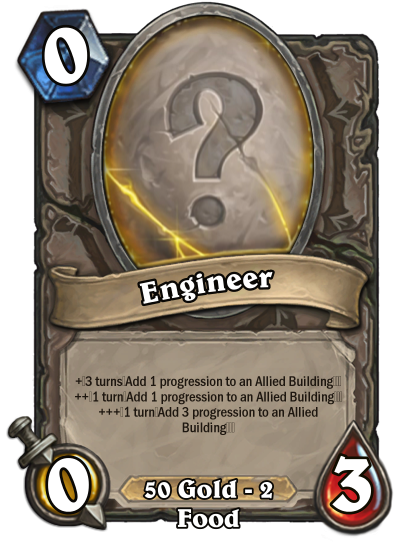 0
?
Engineer
+▯3 turns▯Add 1 progression to an Allied Building▯▯▯
++▯1 turn▯Add 1 progression to an Allied Building▯▯▯
+++▯1 turn▯Add 3 progression to an Allied
Building▯▯▯
0
50 Gold - 2
Food
3